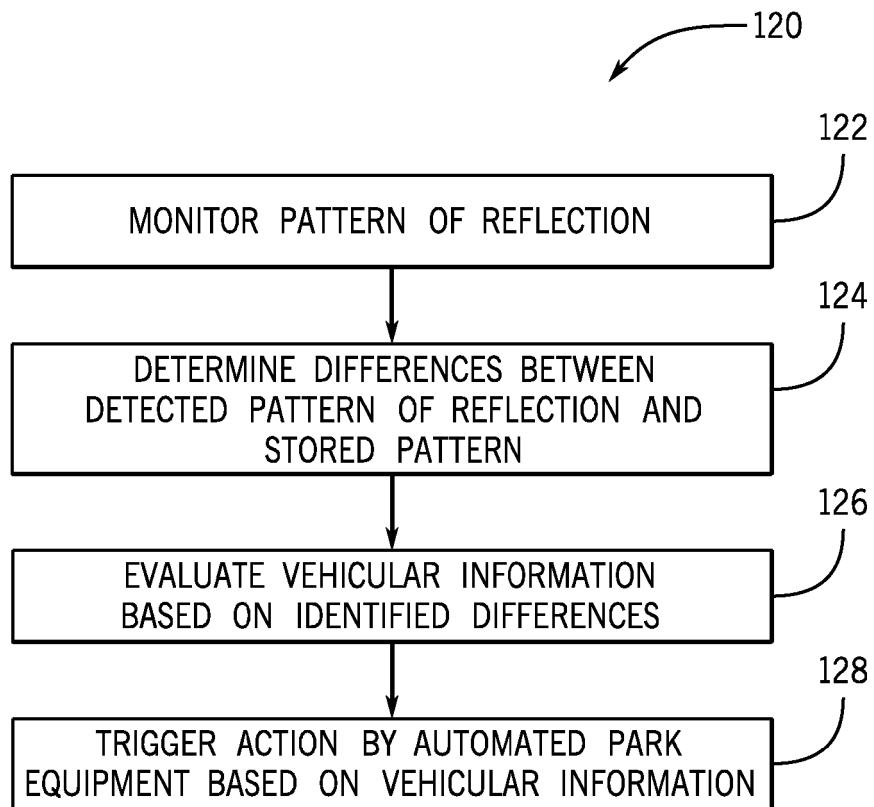 120
122
MONITOR PATTERN OF REFLECTION
124
DETERMINE DIFFERENCES BETWEEN
DETECTED PATTERN OF REFLECTION AND
STORED PATTERN
126
EVALUATE VEHICULAR INFORMATION
BASED ON IDENTIFIED DIFFERENCES
128
TRIGGER ACTION BY AUTOMATED PARK
EQUIPMENT BASED ON VEHICULAR INFORMATION